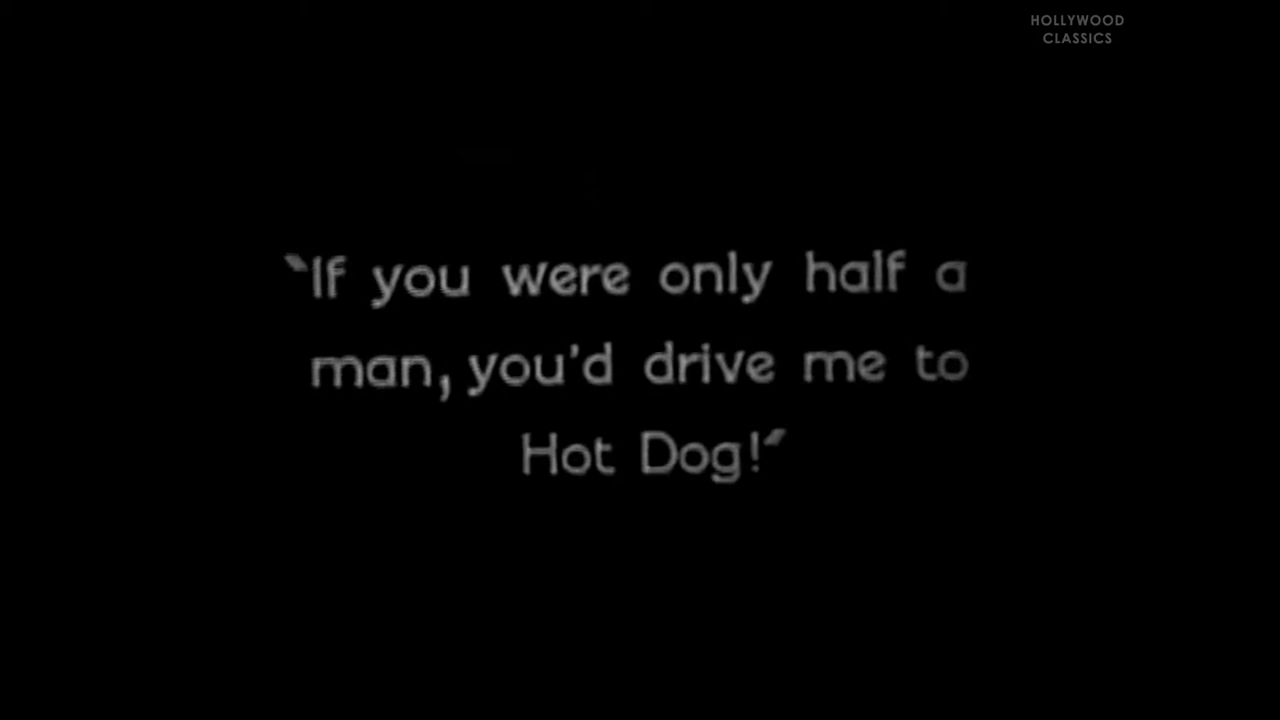 HOLLYWOOD
CLASSICS
"If you were only half a
man, you'd drive me to
Hot Dog!"